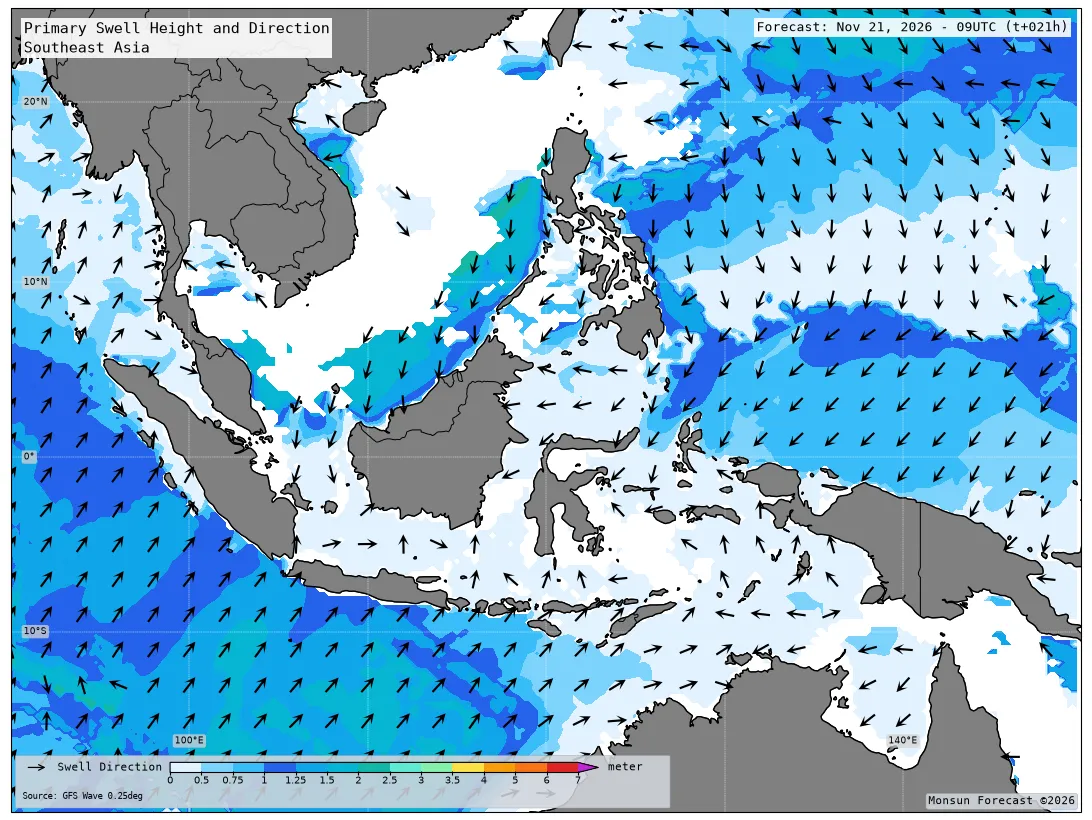 Primary Swell Height and Direction
Southeast Asia
Forecast: Nov 21, 2026 - 09UTC (t+021h)
20°N
10°N
0°
10°S
100°E
140°E
Swell Direction
meter
0 0.5 0.75 1 1.25 1.5 2 2.5 3 3.5 4 5 6 7
Source: GFS Wave 0.25deg
Monsun Forecast ©2026